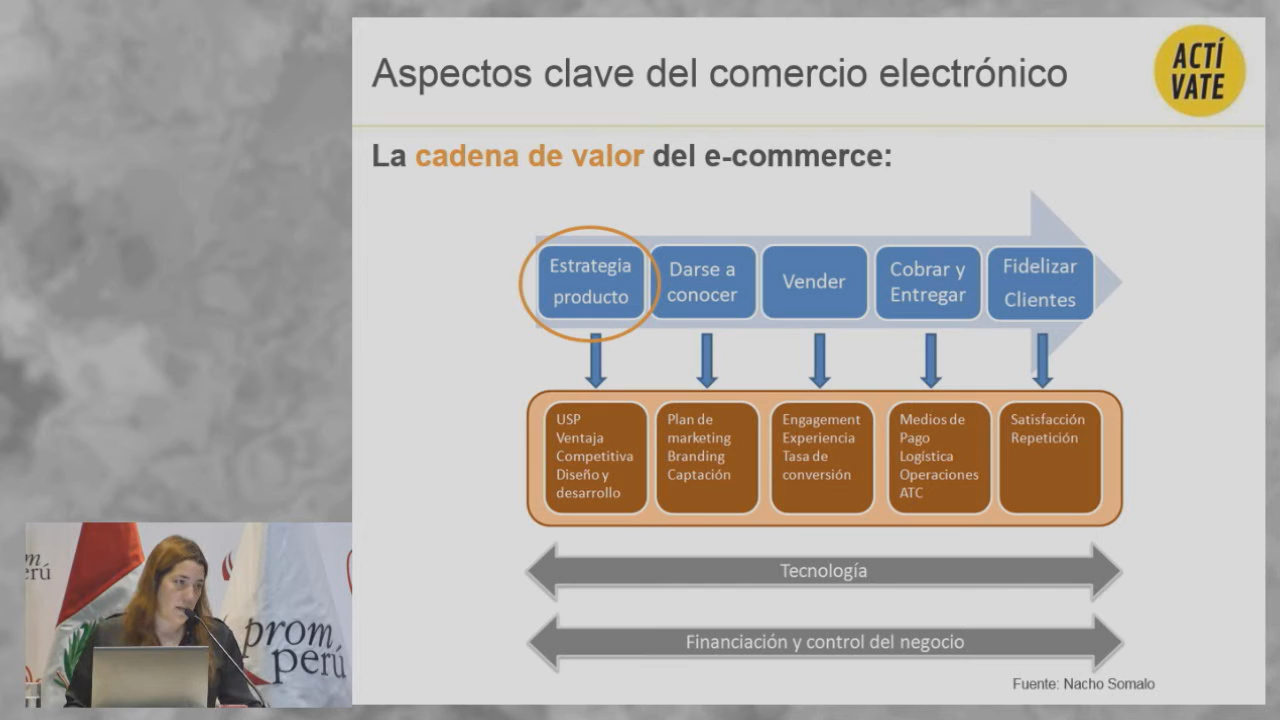 Aspectos clave del comercio electrónico
ACTÍ
VATE
La cadena de valor del e-commerce:
Estrategia
producto
Darse a
conocer
Vender
Cobrar y
Entregar
Fidelizar
Clientes
USP
Ventaja
Competitiva
Diseño y
desarrollo
Plan de
marketing
Branding
Captación
Engagement
Experiencia
Tasa de
conversión
Medios de
Pago
Logística
Operaciones
ATC
Satisfacción
Repetición
Tecnología
Financiación y control del negocio
Fuente: Nacho Somalo
m
erú
prom
perú